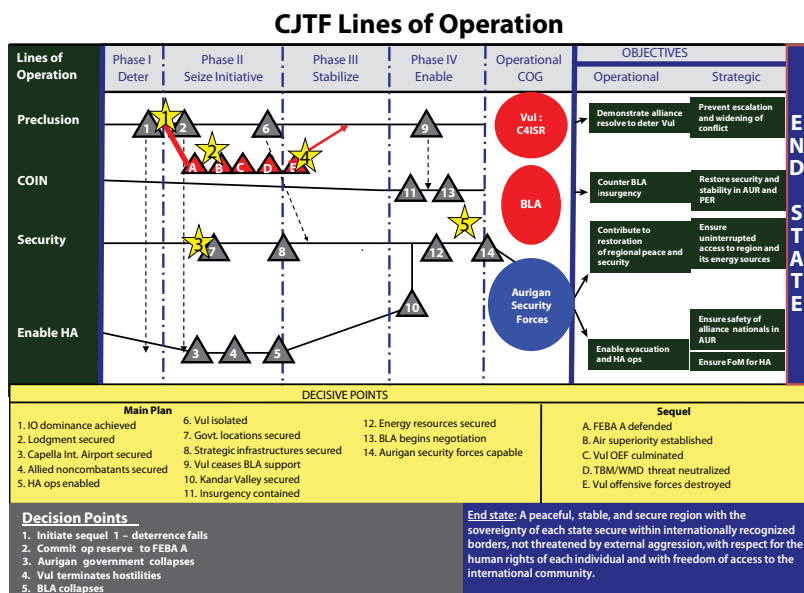 CJTF Lines of Operation
Lines of
Operation
Phase I
Deter
Phase II
Seize Initiative
Phase III
Stabilize
Phase IV
Enable
Operational
COG
OBJECTIVES
Operational
Strategic
Preclusion
1
1
2
6
9
2
4
A
B
C
D
E
Vul :
C4ISR
Demonstrate alliance
resolve to deter Vul
Prevent escalation
and widening of
conflict
COIN
11
13
BLA
Counter BLA
insurgency
Restore security and
stability in AUR and
PER
Security
3
7
8
5
12
14
Contribute to
restoration
of regional peace and
security
Ensure
uninterrupted
access to region and
its energy sources
Aurigan
Security
Forces
10
Enable HA
3
4
5
Enable evacuation
and HA ops
Ensure safety of
alliance nationals in
AUR
Ensure FoM for HA
END STATE
DECISIVE POINTS
Main Plan
1. IO dominance achieved
2. Lodgment secured
3. Capella Int. Airport secured
4. Allied noncombatants secured
5. HA ops enabled
6. Vul isolated
7. Govt. locations secured
8. Strategic infrastructures secured
9. Vul ceases BLA support
10. Kandar Valley secured
11. Insurgency contained
12. Energy resources secured
13. BLA begins negotiation
14. Aurigan security forces capable
Sequel
A. FEBA A defended
B. Air superiority established
C. Vul OEF culminated
D. TBM/WMD threat neutralized
E. Vul offensive forces destroyed
Decision Points
1. Initiate sequel 1 – deterrence fails
2. Commit op reserve to FEBA A
3. Aurigan government collapses
4. Vul terminates hostilities
5. BLA collapses
End state: A peaceful, stable, and secure region with the
sovereignty of each state secure within internationally recognized
borders, not threatened by external aggression, with respect for the
human rights of each individual and with freedom of access to the
international community.